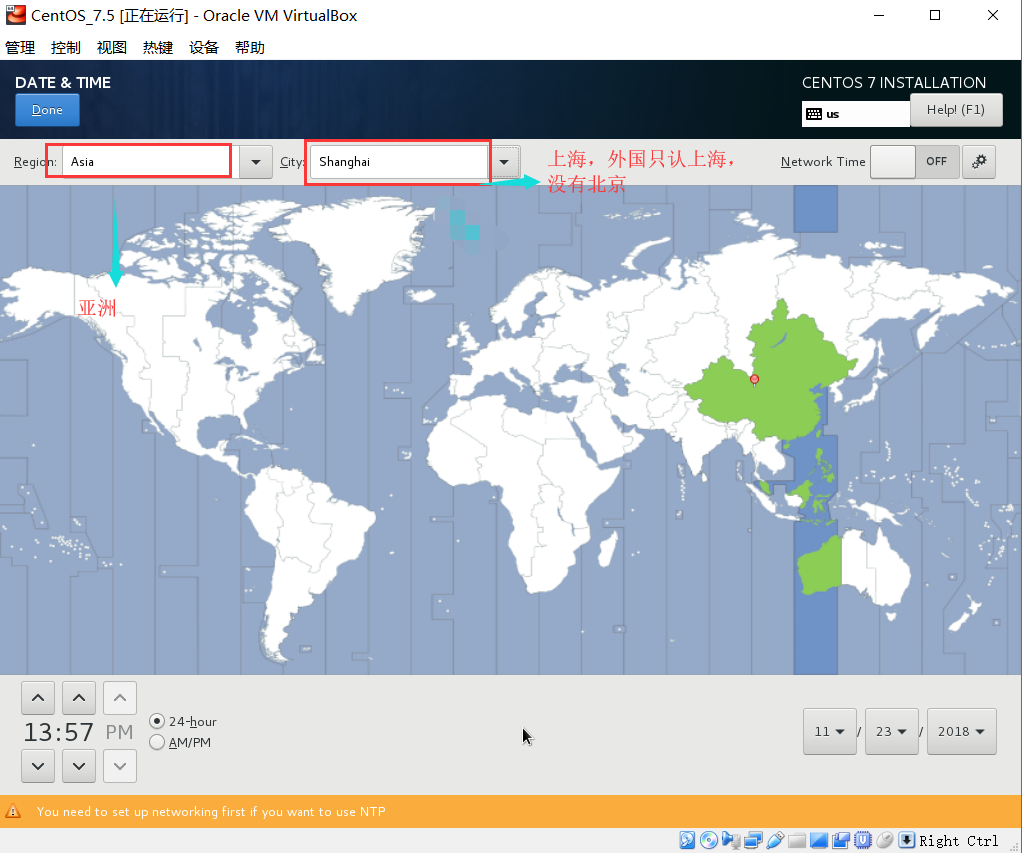 CentOS_7.5 [正在运行] - Oracle VM VirtualBox
管理 控制 视图 热键 设备 帮助
DATE & TIME
CENTOS 7 INSTALLATION
Done
us
Help! (F1)
Region: Asia City: Shanghai
上海，外国只认上海，
没有北京
Network Time OFF
亚洲
13:57 PM
24-hour
AM/PM
11 / 23 / 2018
You need to set up networking first if you want to use NTP
Right Ctrl